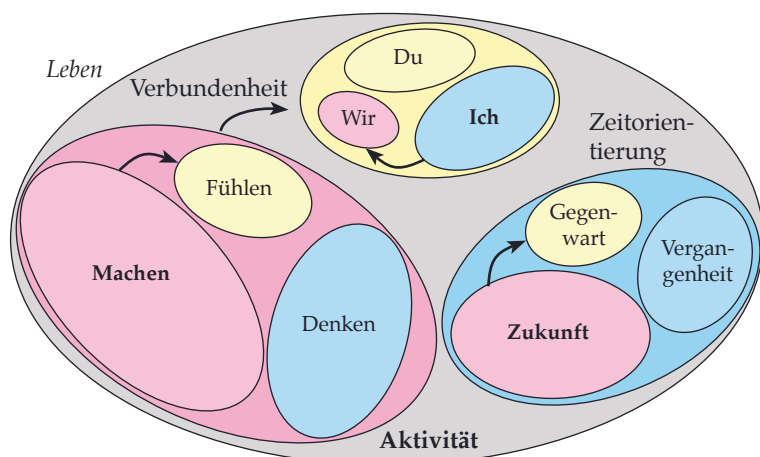 Leben
Verbundenheit
Du
Wir
Ich
Zeitorien-
tierung
Fühlen
Machen
Denken
Gegen-
wart
Vergan-
genheit
Zukunft
Aktivität